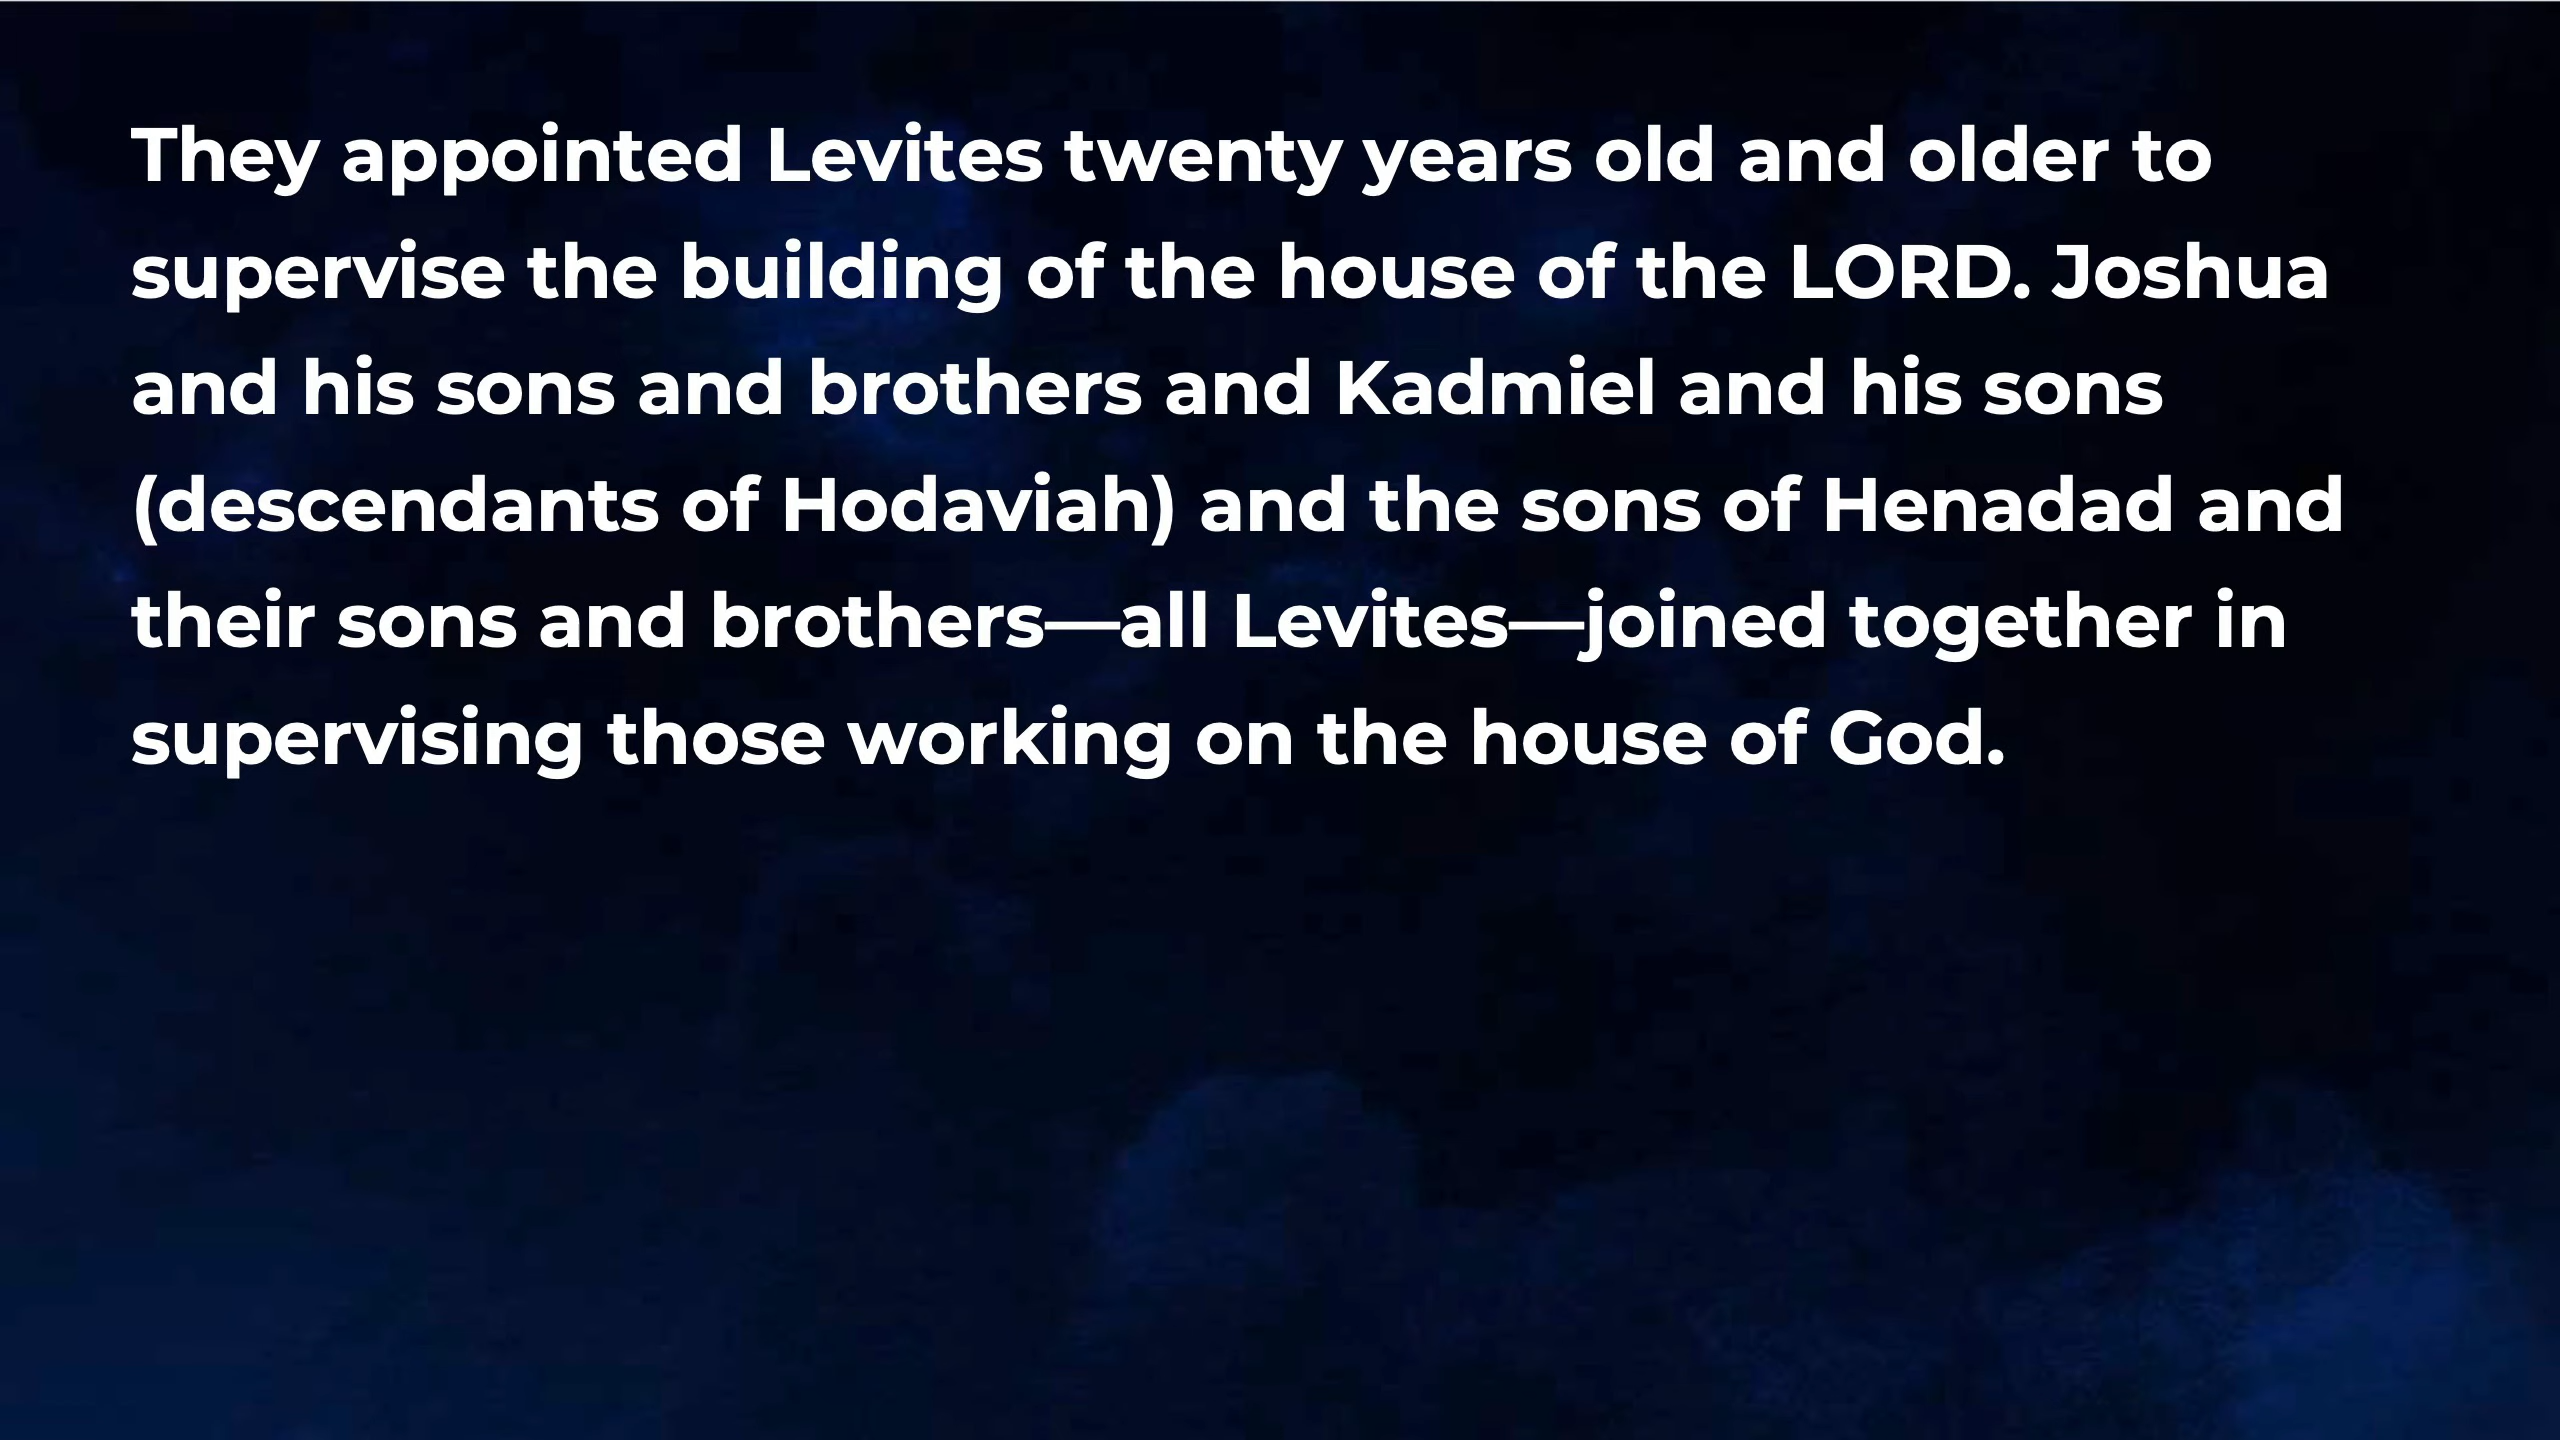 They appointed Levites twenty years old and older to
supervise the building of the house of the LORD. Joshua
and his sons and brothers and Kadmiel and his sons
(descendants of Hodaviah) and the sons of Henadad and
their sons and brothers—all Levites—joined together in
supervising those working on the house of God.